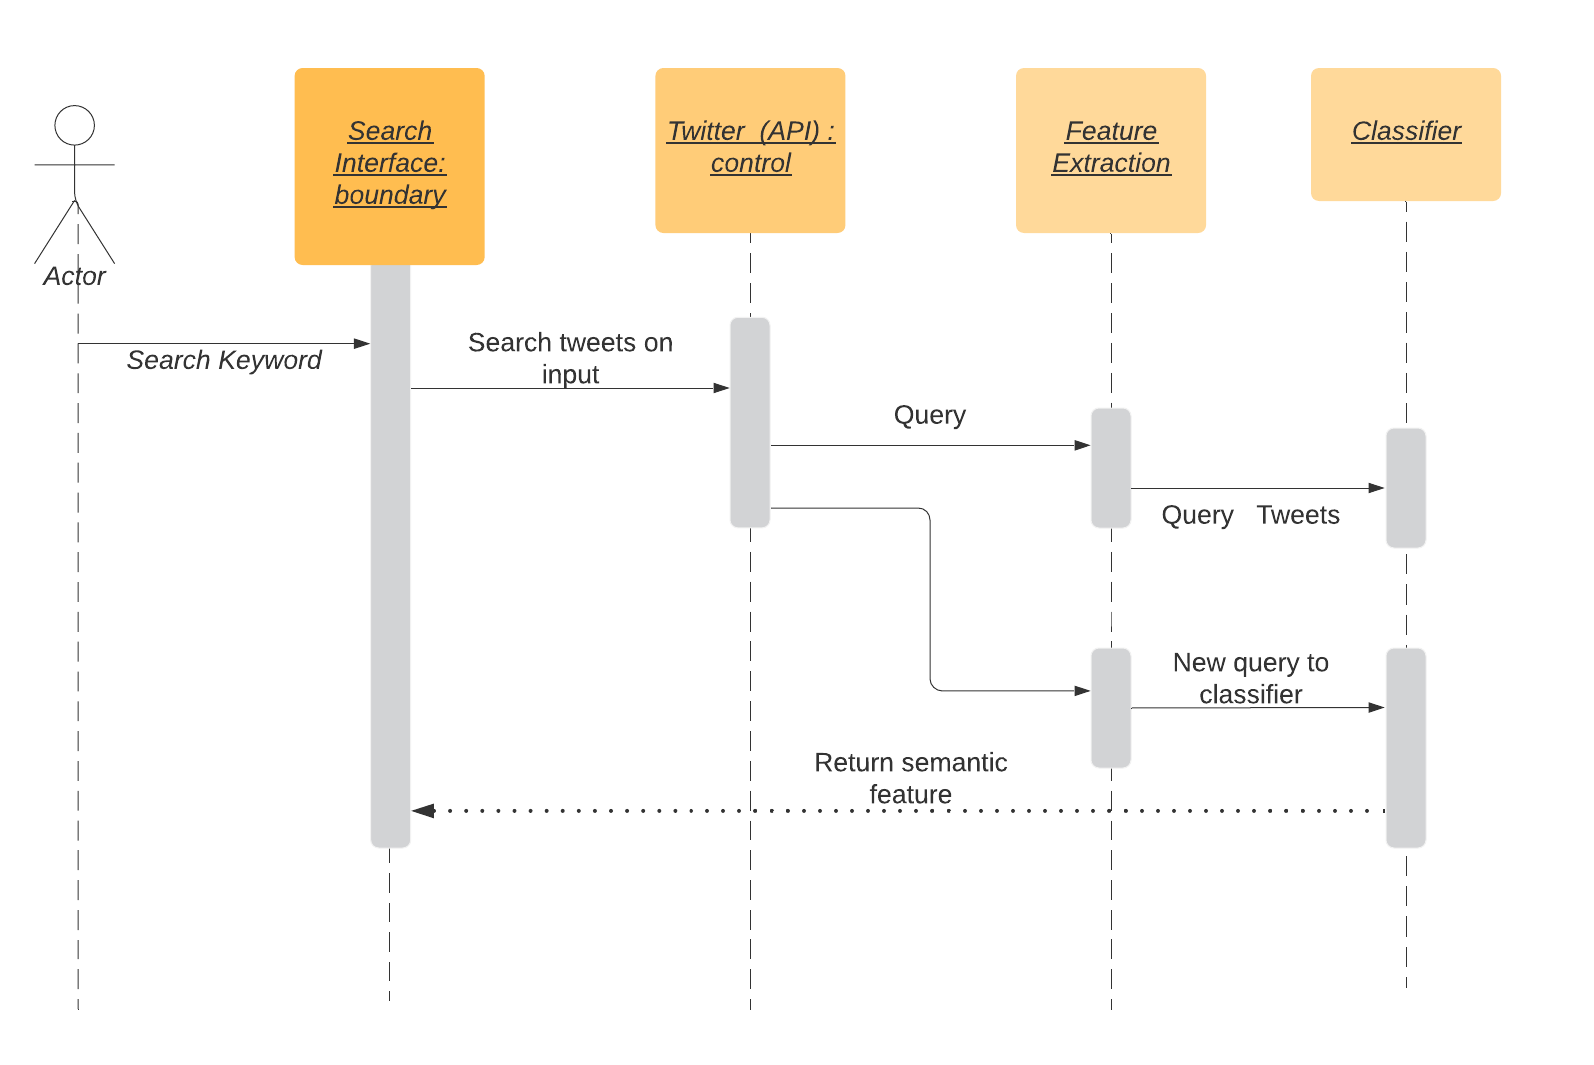 Search
Interface:
boundary
Twitter  (API) :
control
Feature
Extraction
Classifier
Actor
Search Keyword
Search tweets on
input
Query
Query   Tweets
New query to
classifier
Return semantic
feature